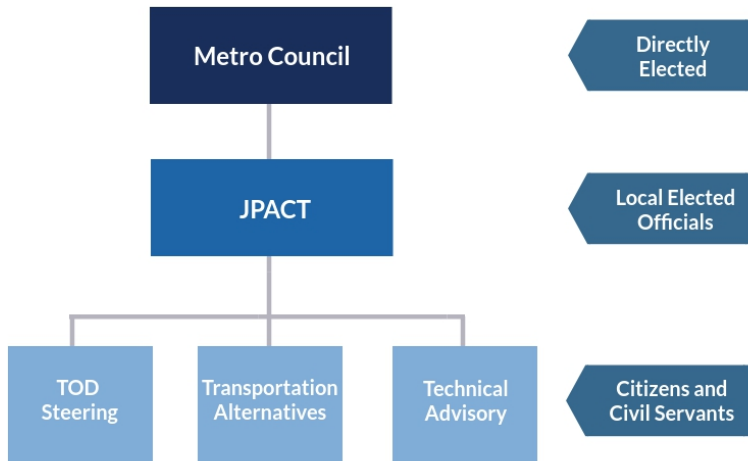 Metro Council
Directly
Elected
JPACT
Local Elected
Officials
TOD
Steering
Transportation
Alternatives
Technical
Advisory
Citizens and
Civil Servants